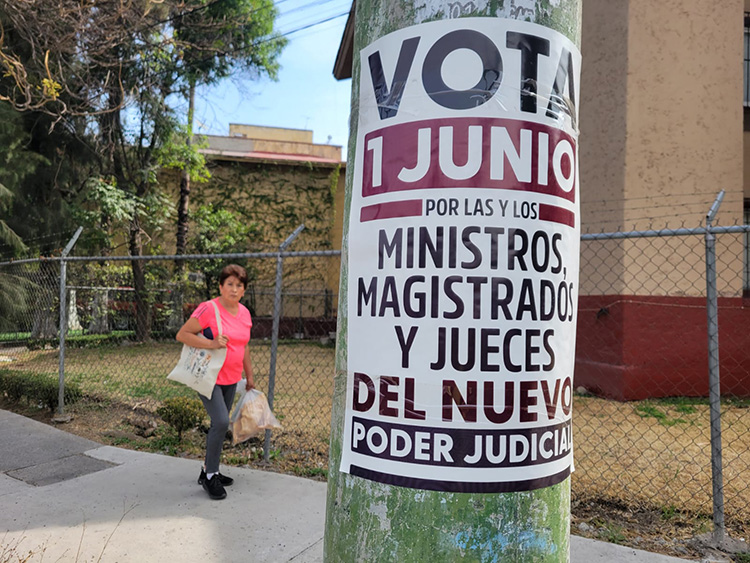 VOTA
1 JUNIO
POR LAS Y LOS
MINISTROS,
MAGISTRADOS
Y JUECES
DEL NUEVO
PODER JUDICIAL